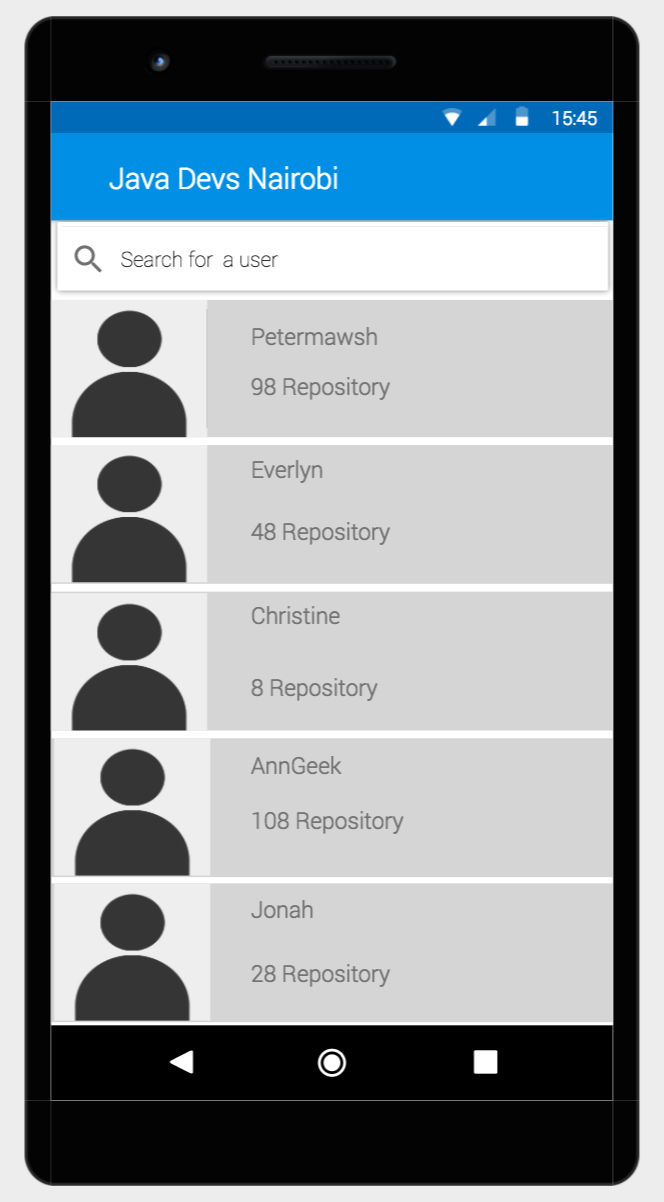 15:45
Java Devs Nairobi
Search for  a user
Petermawsh
98 Repository
Everlyn
48 Repository
Christine
8 Repository
AnnGeek
108 Repository
Jonah
28 Repository